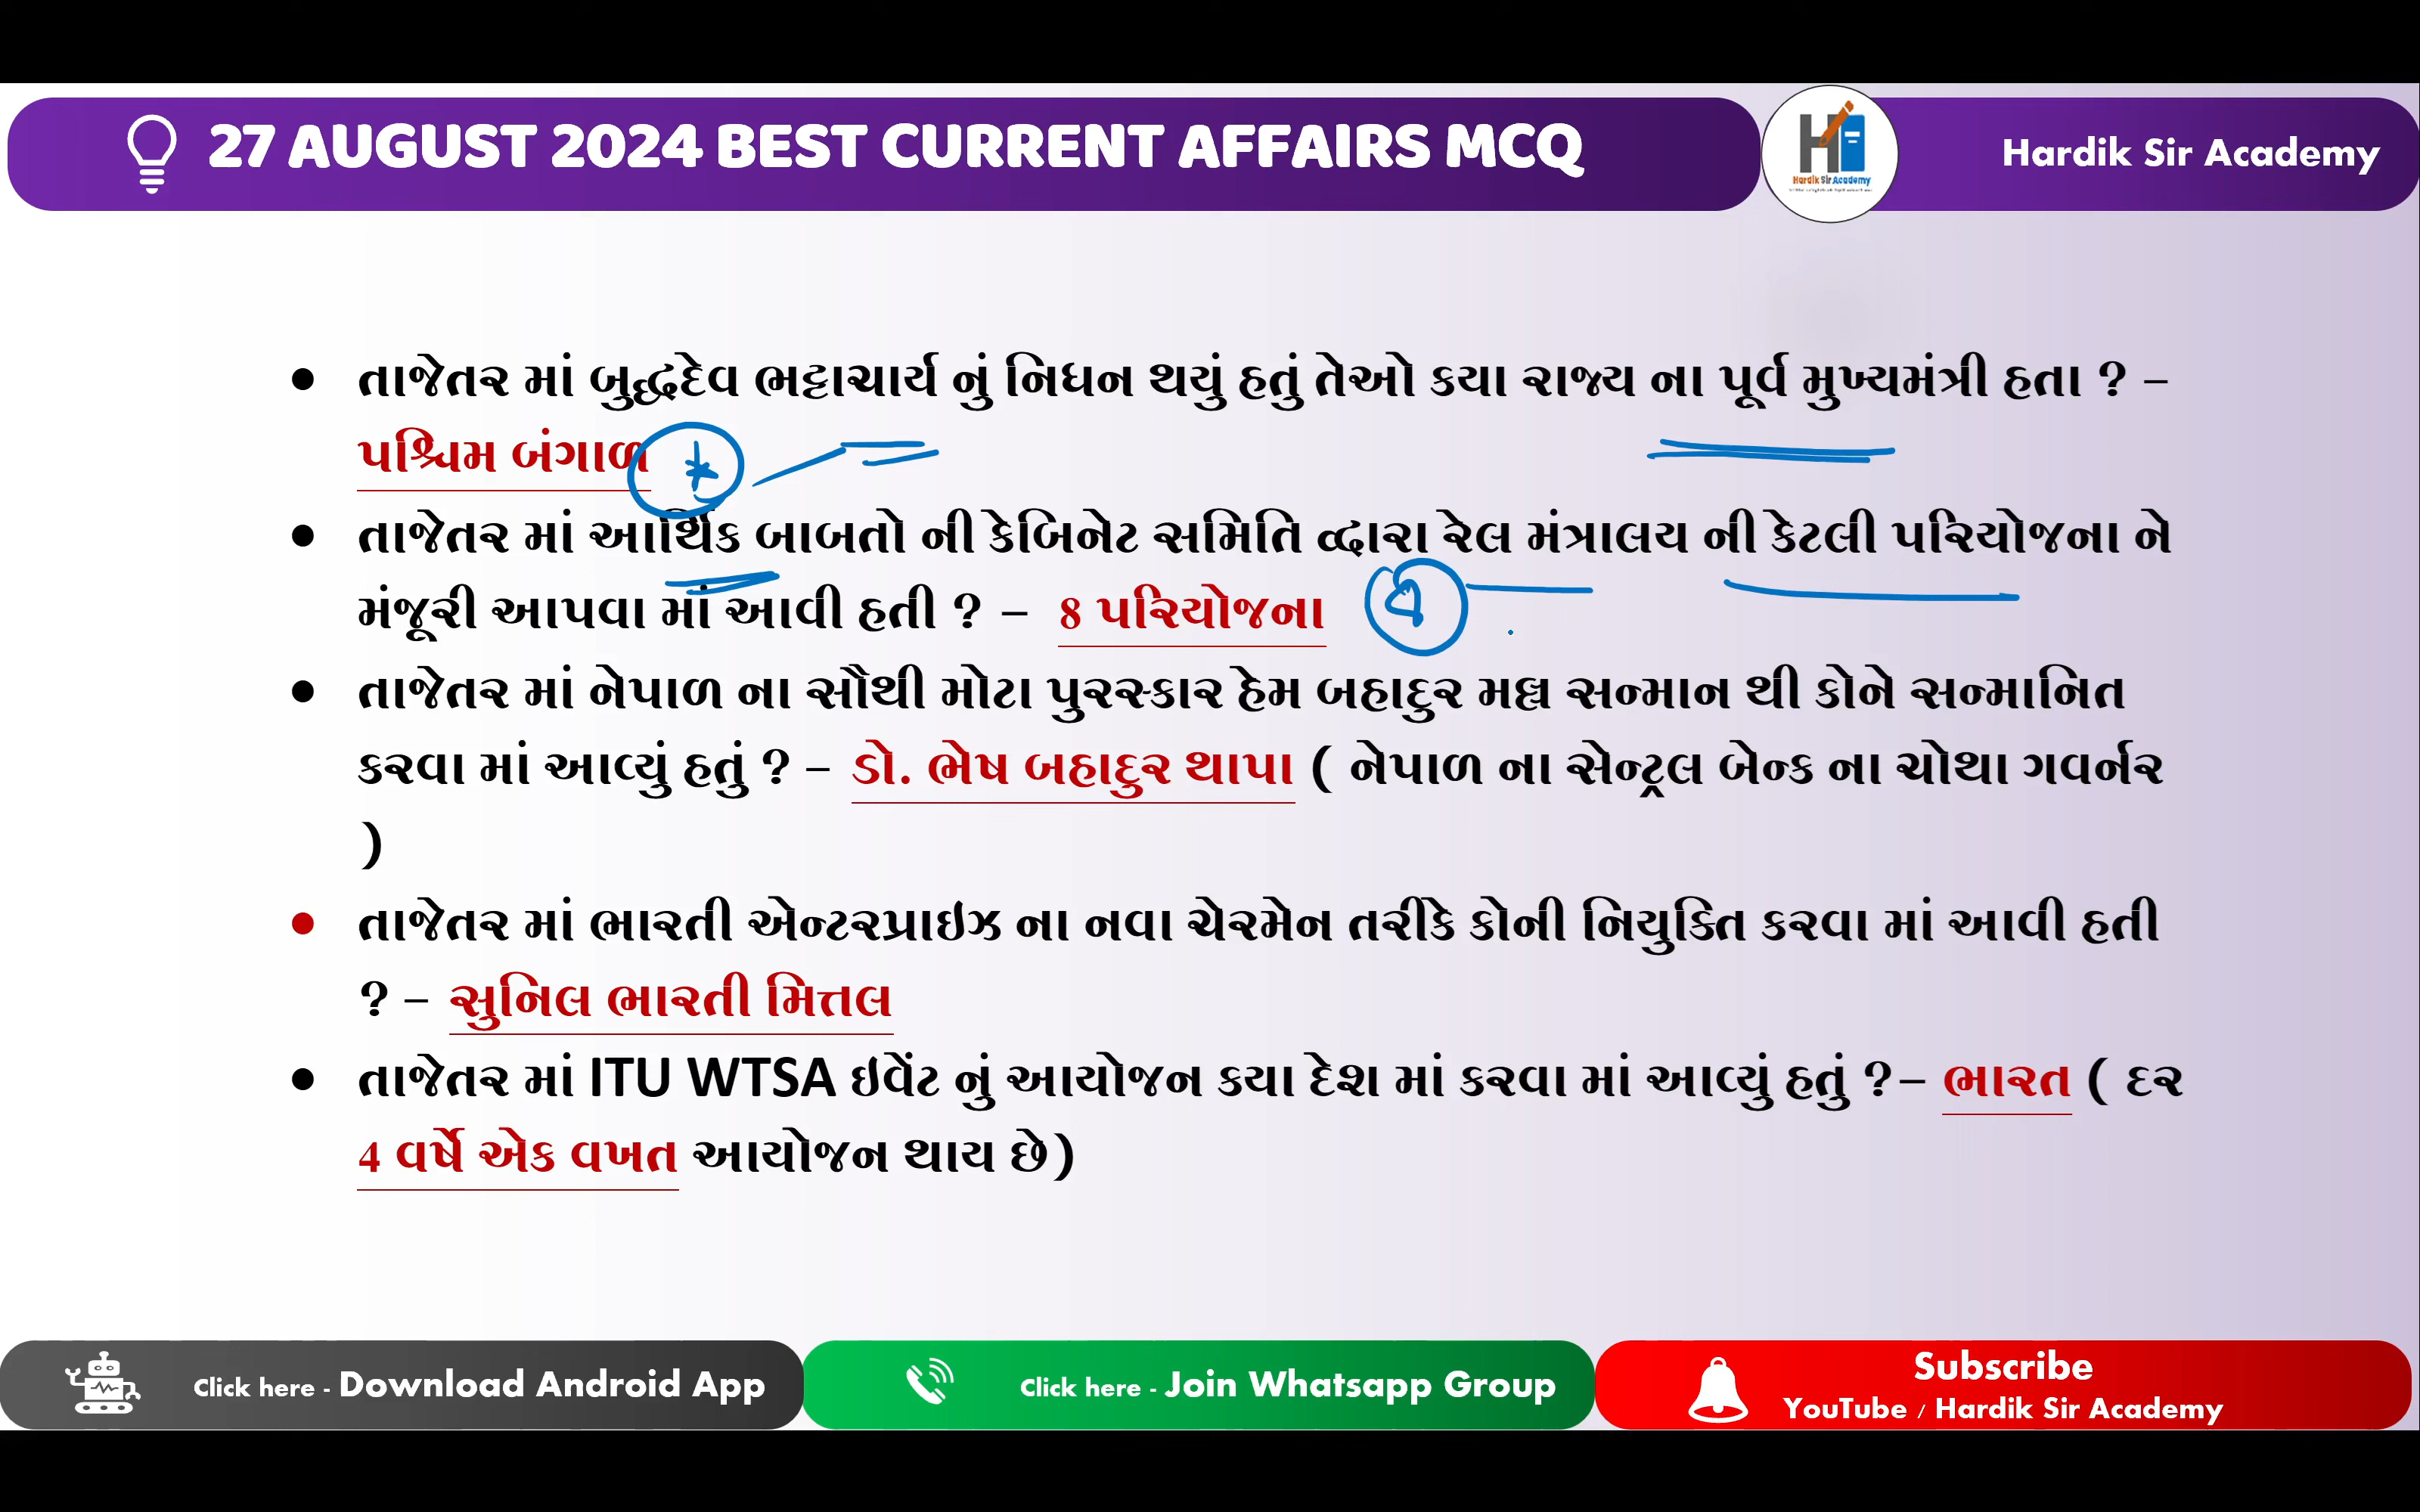 27 AUGUST 2024 BEST CURRENT AFFAIRS MCQ
Hardik Sir Academy
Hardik Sir Academy
• તાજેતર માં બુદ્ધદેવ ભટ્ટાચાર્ય નું નિધન થયું હતું તેઓ કયા રાજ્ય ના પૂર્વ મુખ્યમંત્રી હતા ? –
પશ્ચિમ બંગાળ
• તાજેતર માં આર્થિક બાબતો ની કેબિનેટ સમિતિ દ્વારા રેલ મંત્રાલય ની કેટલી પરિયોજના ને
મંજૂરી આપવા માં આવી હતી ? – 8 પરિયોજના
• તાજેતર માં નેપાળ ના સૌથી મોટા પુરસ્કાર હેમ બહાદુર મલ્લ સન્માન થી કોને સન્માનિત
કરવા માં આવ્યું હતું ? – ડો. ભેષ બહાદુર થાપા ( નેપાળ ના સેન્ટ્રલ બેન્ક ના ચોથા ગવર્નર
)
• તાજેતર માં ભારતી એન્ટરપ્રાઇઝ ના નવા ચેરમેન તરીકે કોની નિયુક્તિ કરવા માં આવી હતી
? – સુનિલ ભારતી મિત્તલ
• તાજેતર માં ITU WTSA ઇવેંટ નું આયોજન કયા દેશ માં કરવા માં આવ્યું હતું ?– ભારત ( દર
4 વર્ષે એક વખત આયોજન થાય છે)
Click here - Download Android App
Click here - Join Whatsapp Group
Subscribe
YouTube / Hardik Sir Academy